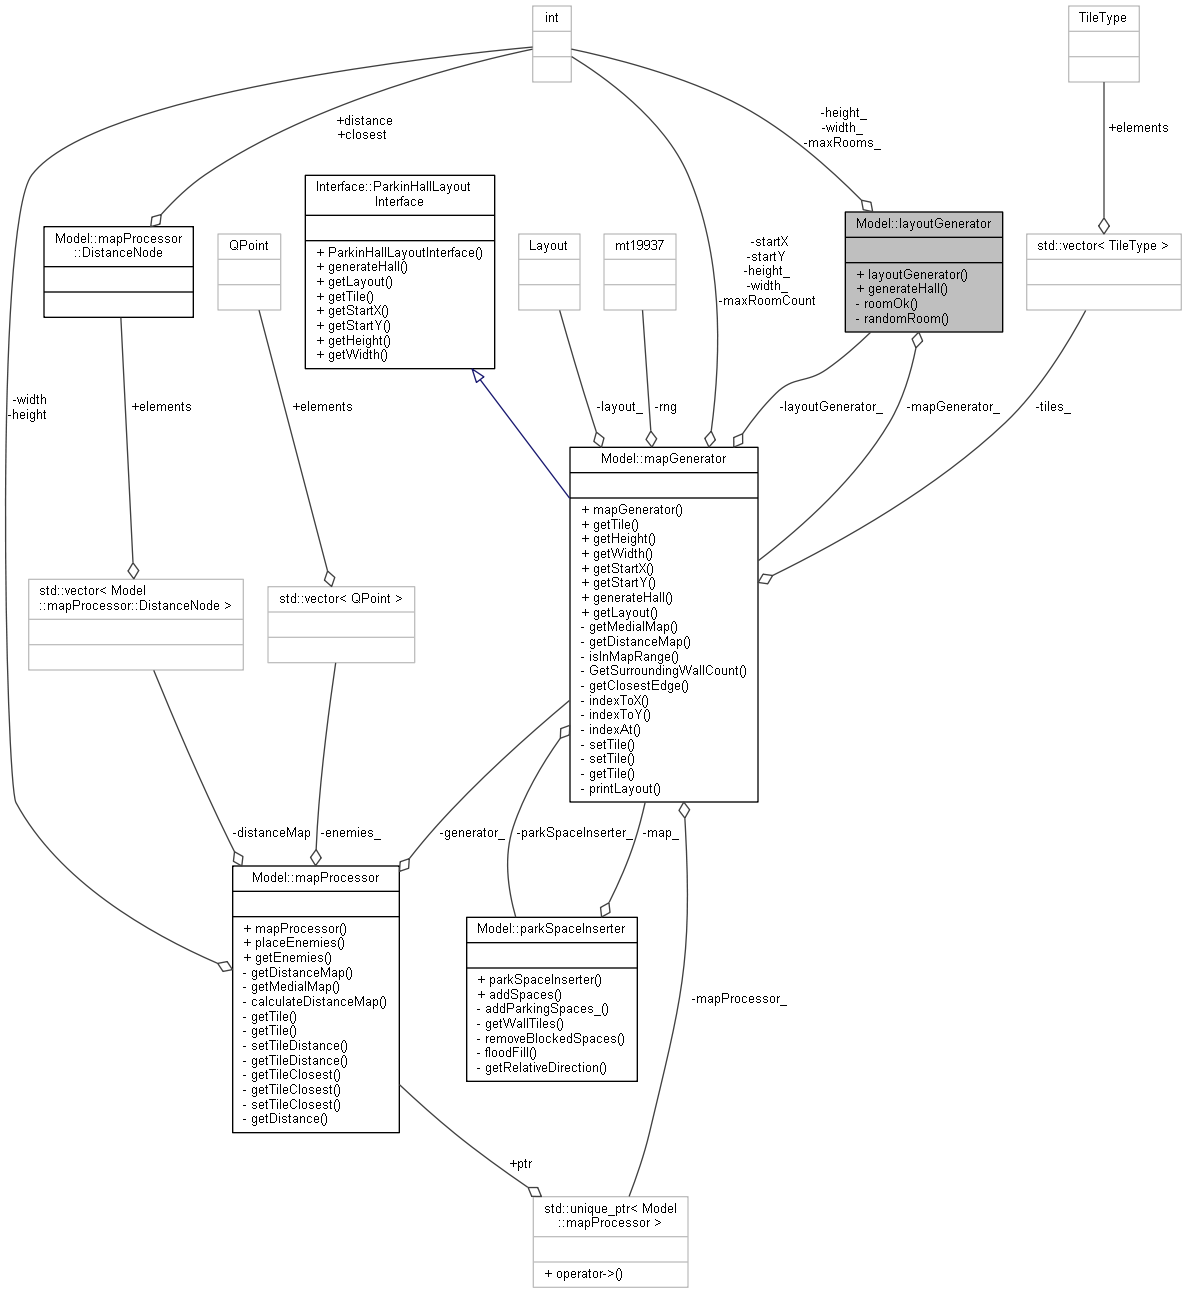 int
TileType
+distance
+closest
-height_
-width_
-maxRooms_
+elements
Interface::ParkinHallLayout
Interface
+ ParkinHallLayoutInterface()
+ generateHall()
+ getLayout()
+ getTile()
+ getStartX()
+ getStartY()
+ getHeight()
+ getWidth()
Model::mapProcessor
::DistanceNode
QPoint
Layout
mt19937
-startX
-startY
-height_
-width_
-maxRoomCount
Model::layoutGenerator
+ layoutGenerator()
+ generateHall()
- roomOk()
- randomRoom()
std::vector< TileType >
-width
-height
+elements
+elements
-layout_
-rng
-layoutGenerator_
-mapGenerator_
-tiles_
Model::mapGenerator
+ mapGenerator()
+ getTile()
+ getHeight()
+ getWidth()
+ getStartX()
+ getStartY()
+ generateHall()
+ getLayout()
- getMedialMap()
- getDistanceMap()
- isInMapRange()
- GetSurroundingWallCount()
- getClosestEdge()
- indexToX()
- indexToY()
- indexAt()
- setTile()
- setTile()
- getTile()
- printLayout()
std::vector< Model
::mapProcessor::DistanceNode >
std::vector< QPoint >
-distanceMap
-enemies_
-generator_
-parkSpaceInserter_
-map_
Model::mapProcessor
+ mapProcessor()
+ placeEnemies()
+ getEnemies()
- getDistanceMap()
- getMedialMap()
- calculateDistanceMap()
- getTile()
- getTile()
- setTileDistance()
- getTileDistance()
- getTileClosest()
- getTileClosest()
- setTileClosest()
- getDistance()
Model::parkSpaceInserter
+ parkSpaceInserter()
+ addSpaces()
- addParkingSpaces_()
- getWallTiles()
- removeBlockedSpaces()
- floodFill()
- getRelativeDirection()
-mapProcessor_
+ptr
std::unique_ptr< Model
::mapProcessor >
+ operator->()